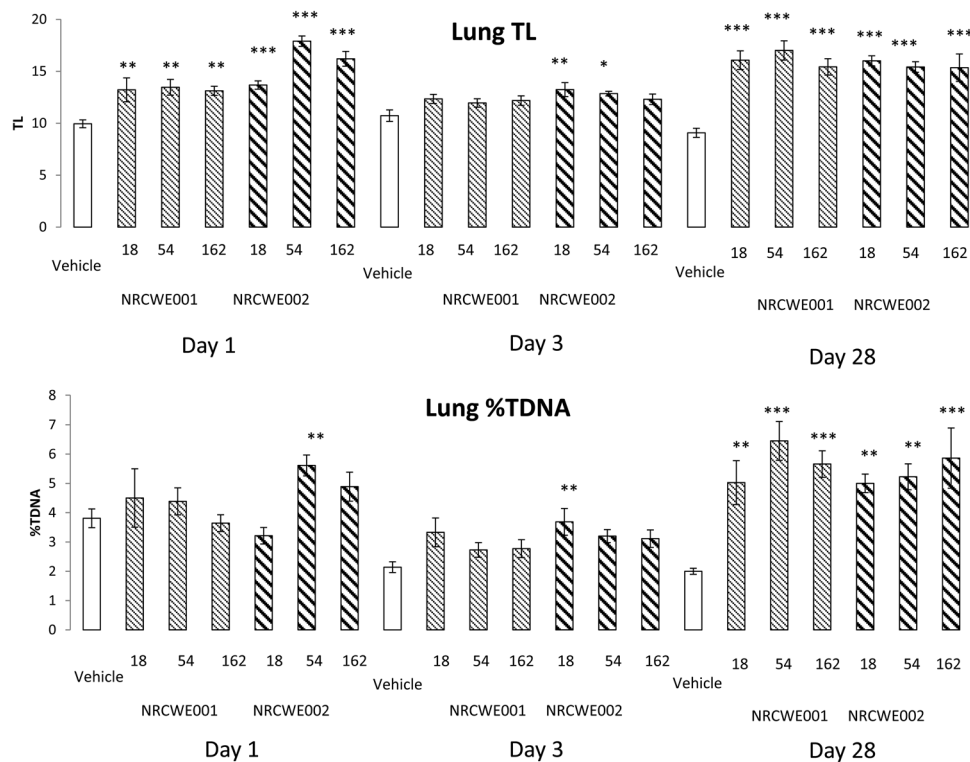 Lung TL
TL
20
15
10
5
0
** ** ** *** *** *** ** * *** *** *** *** *** ***
18 54 162 18 54 162 18 54 162 18 54 162 18 54 162 18 54 162
Vehicle Vehicle Vehicle
NRCWE001 NRCWE002 NRCWE001 NRCWE002 NRCWE001 NRCWE002
Day 1 Day 3 Day 28
Lung %TDNA
%TDNA
8
7
6
5
4
3
2
1
0
** ** ** *** *** ** ** ***
18 54 162 18 54 162 18 54 162 18 54 162 18 54 162 18 54 162
Vehicle Vehicle Vehicle
NRCWE001 NRCWE002 NRCWE001 NRCWE002 NRCWE001 NRCWE002
Day 1 Day 3 Day 28